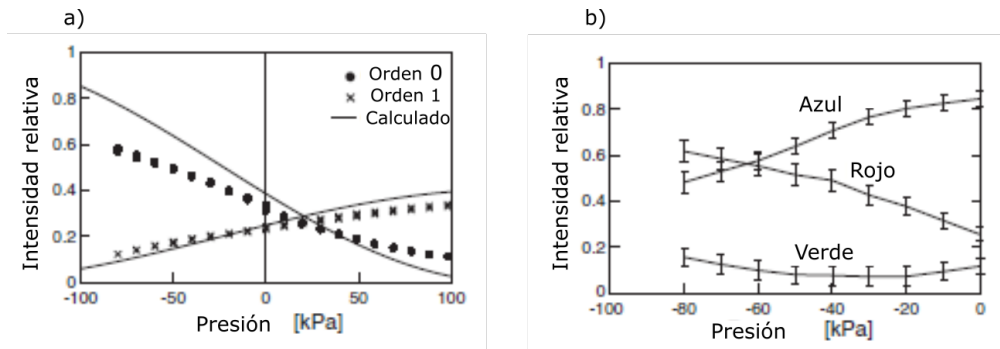 a)
Intensidad relativa
1
0.8
0.6
0.4
0.2
0
-100
-50
0
50
100
Presión [kPa]
Orden 0
Orden 1
Calculado
b)
Intensidad relativa
1
0.8
0.6
0.4
0.2
0
-100
-80
-60
-40
-20
0
Presión [kPa]
Azul
Rojo
Verde